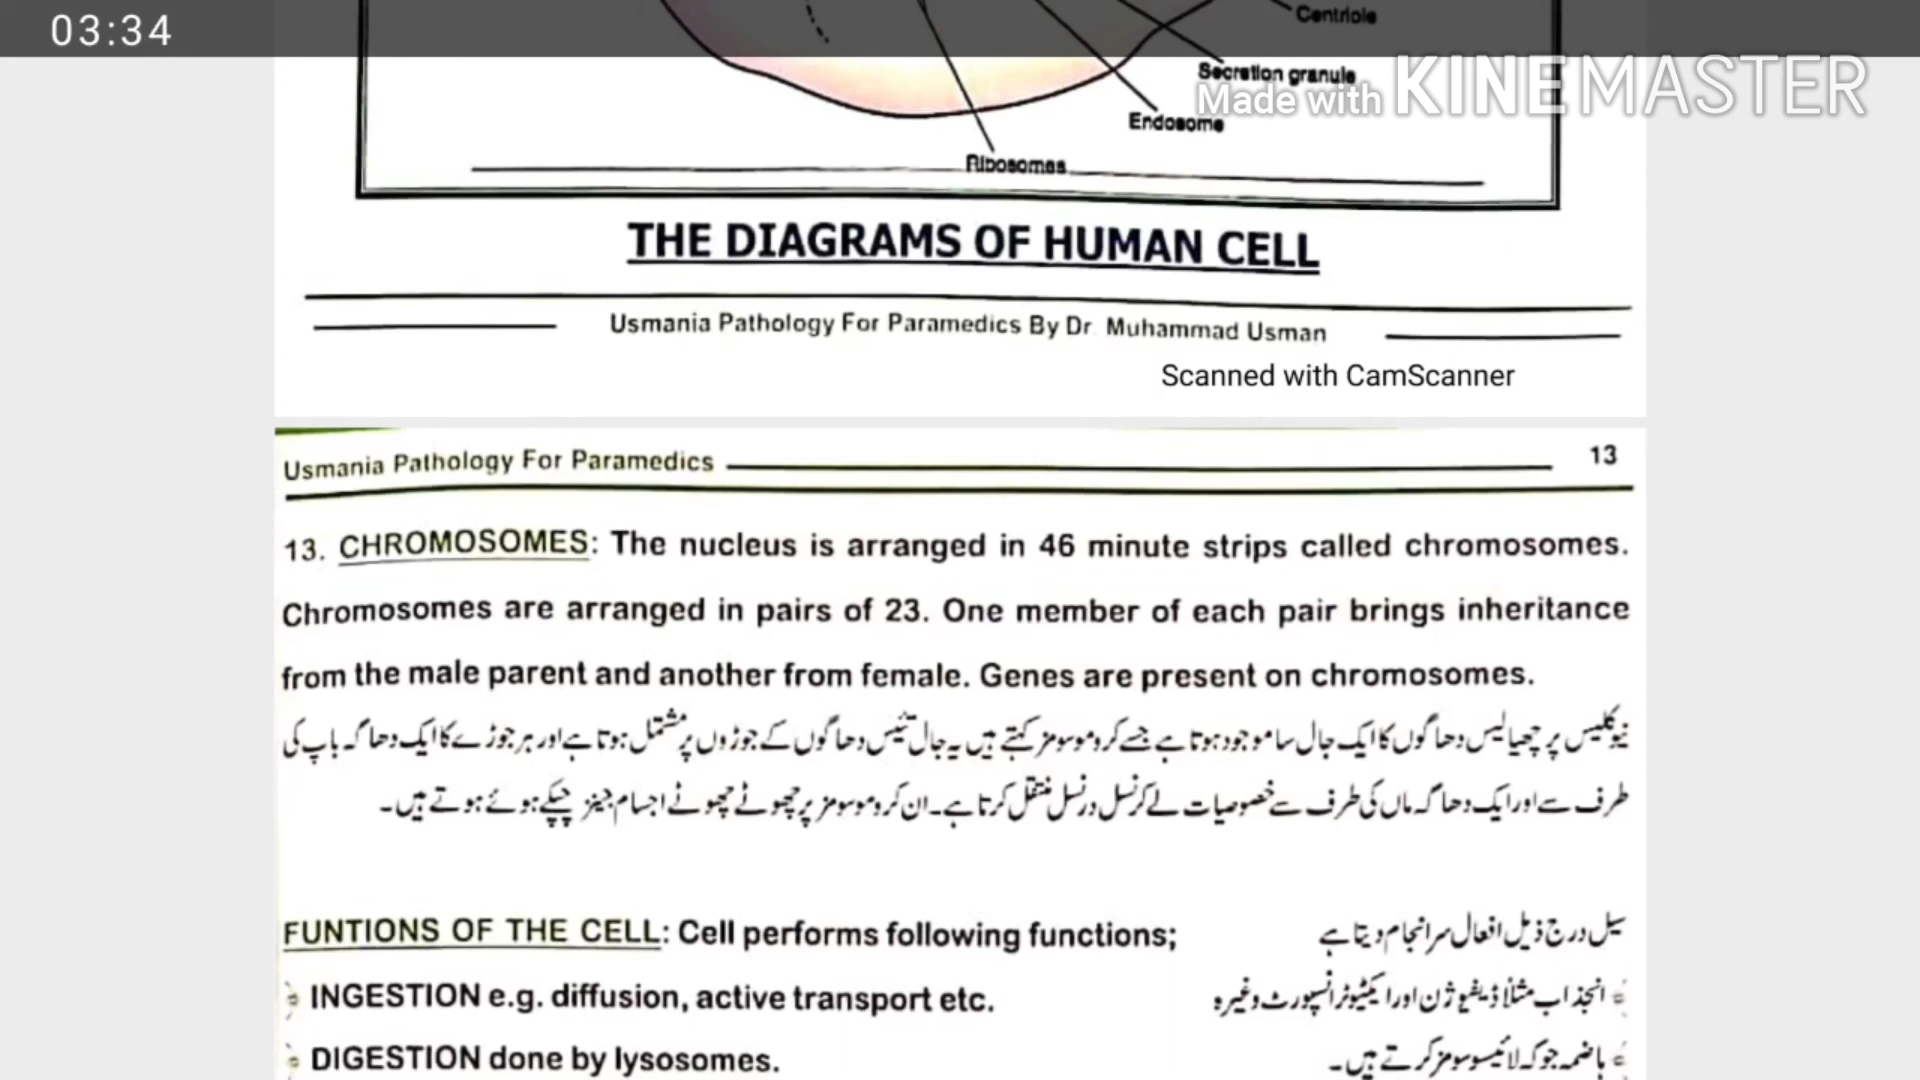 03:34
Centriole
Secretion granule
Made with KINEMASTER
Endosome
Ribosomes
THE DIAGRAMS OF HUMAN CELL
Usmania Pathology For Paramedics By Dr. Muhammad Usman
Scanned with CamScanner
Usmania Pathology For Paramedics 13
13. CHROMOSOMES: The nucleus is arranged in 46 minute strips called chromosomes.
Chromosomes are arranged in pairs of 23. One member of each pair brings inheritance
from the male parent and another from female. Genes are present on chromosomes.
نیوکلیس پر چھیالیس دھاگوں کا ایک جال سا موجود ہوتا ہے جسے کروموسومز کہتے ہیں یہ جال تئیس دھاگوں کے جوڑوں پر مشتمل ہوتا ہے اور ہر جوڑے کا ایک دھاگہ باپ کی
طرف سے اور ایک دھاگہ ماں کی طرف سے خصوصیات لے کر نسل در نسل منتقل کرتا ہے۔ ان کروموسومز پر چھوٹے چھوٹے اجسام جینز چپکے ہوئے ہوتے ہیں۔
FUNTIONS OF THE CELL: Cell performs following functions; سیل درج ذیل افعال سرانجام دیتا ہے
INGESTION e.g. diffusion, active transport etc. انجذاب مثلاً ڈیفیوژن اور ایکٹیو ٹرانسپورٹ وغیرہ
DIGESTION done by lysosomes. ہاضمہ جو کہ لائیسوسومز کرتے ہیں۔